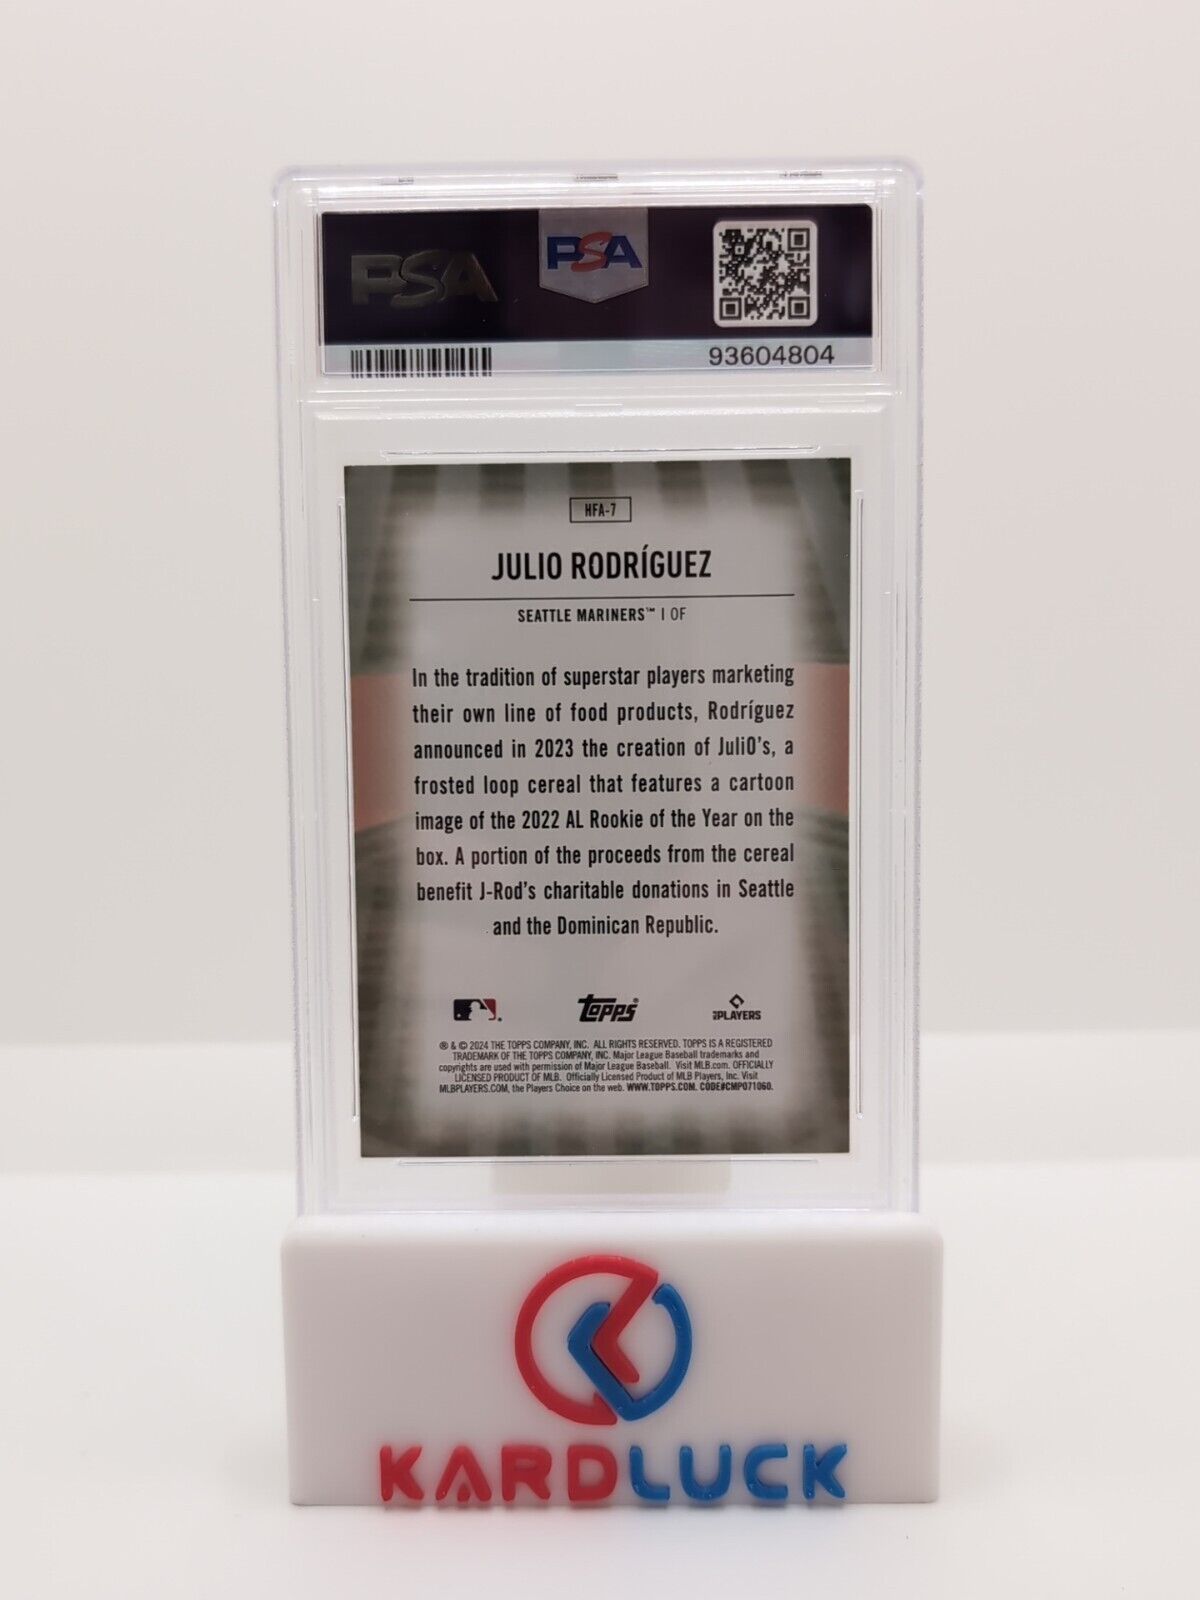 PSA
PSA
93604804
HFA-7
JULIO RODRÍGUEZ
SEATTLE MARINERS™ | OF
In the tradition of superstar players marketing
their own line of food products, Rodríguez
announced in 2023 the creation of JuliO's, a
frosted loop cereal that features a cartoon
image of the 2022 AL Rookie of the Year on the
box. A portion of the proceeds from the cereal
benefit J-Rod's charitable donations in Seattle
and the Dominican Republic.
topps®
PLAYERS
® & © 2024 THE TOPPS COMPANY, INC. ALL RIGHTS RESERVED. TOPPS IS A REGISTERED
TRADEMARK OF THE TOPPS COMPANY, INC. Major League Baseball trademarks and
copyrights are used with permission of Major League Baseball. Visit MLB.com. OFFICIALLY
LICENSED PRODUCT OF MLB. Officially Licensed Product of MLB Players, Inc. Visit
MLBPLAYERS.COM, the Players Choice on the web. WWW.TOPPS.COM. CODE#CMP071060.
KARDLUCK